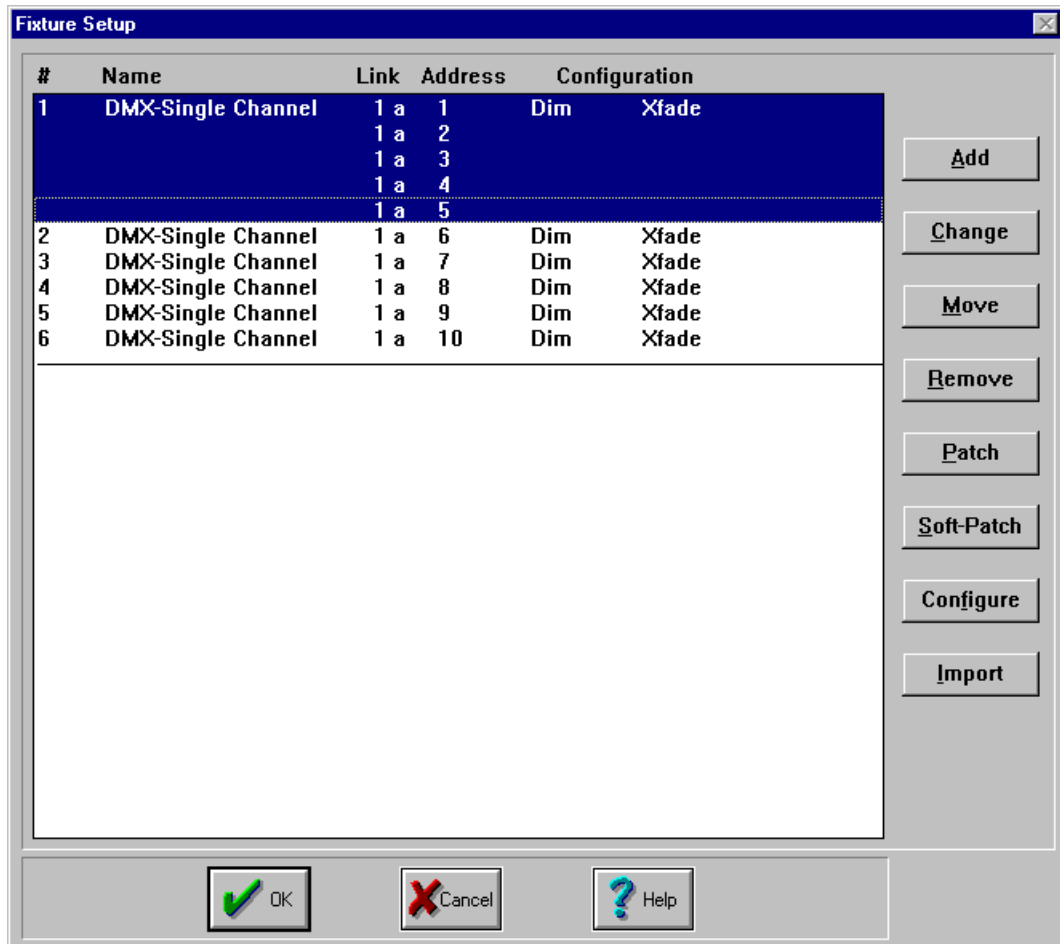 Fixture Setup
# Name Link Address Configuration
1 DMX-Single Channel 1 a 1 Dim Xfade
1 a 2
1 a 3
1 a 4
1 a 5
2 DMX-Single Channel 1 a 6 Dim Xfade
3 DMX-Single Channel 1 a 7 Dim Xfade
4 DMX-Single Channel 1 a 8 Dim Xfade
5 DMX-Single Channel 1 a 9 Dim Xfade
6 DMX-Single Channel 1 a 10 Dim Xfade
Add
Change
Move
Remove
Patch
Soft-Patch
Configure
Import
OK Cancel Help